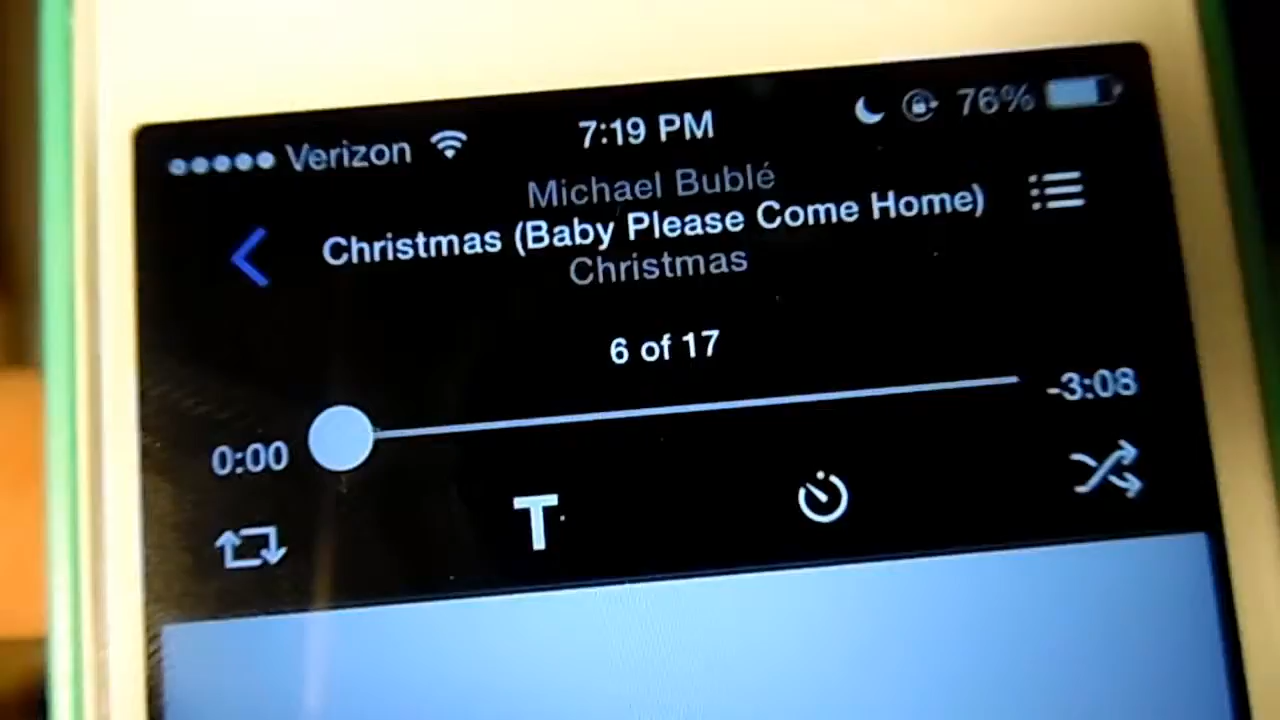 Verizon 7:19 PM 76%
Michael Bublé
Christmas (Baby Please Come Home)
Christmas
6 of 17
0:00 -3:08
T